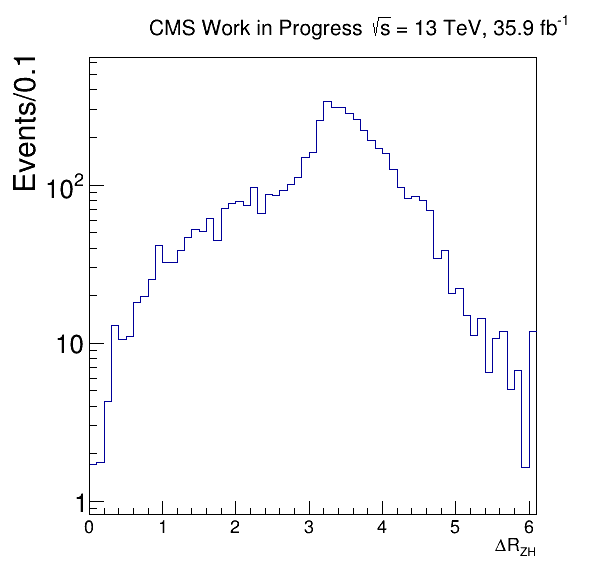 CMS Work in Progress √s = 13 TeV, 35.9 fb⁻¹
Events/0.1
10²
10
1
0 1 2 3 4 5 6
ΔR_ZH